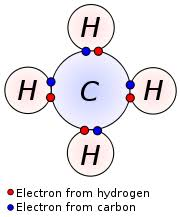 H
H C H
H
Electron from hydrogen
Electron from carbon